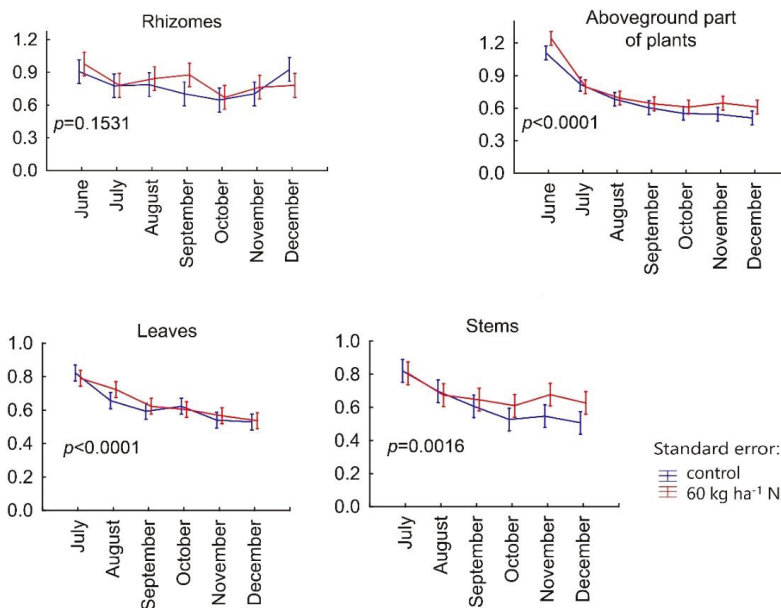 Rhizomes
1.2
0.9
0.6
0.3
0.0
p=0.1531
June
July
August
September
October
November
December
Aboveground part
of plants
1.2
0.9
0.6
0.3
0.0
p<0.0001
June
July
August
September
October
November
December
Leaves
1.0
0.8
0.6
0.4
0.2
0.0
p<0.0001
July
August
September
October
November
December
Stems
1.0
0.8
0.6
0.4
0.2
0.0
p=0.0016
July
August
September
October
November
December
Standard error:
control
60 kg ha⁻¹ N